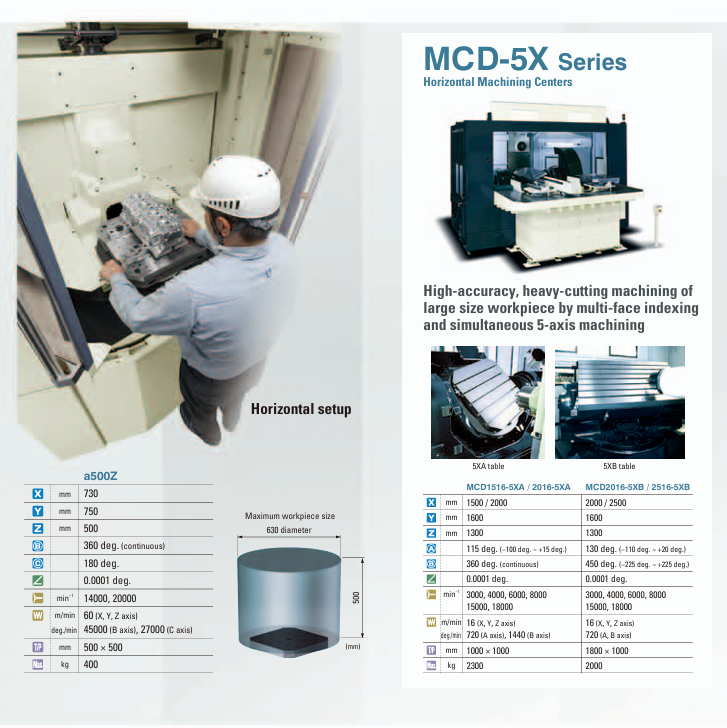 MCD-5X Series
Horizontal Machining Centers
High-accuracy, heavy-cutting machining of
large size workpiece by multi-face indexing
and simultaneous 5-axis machining
Horizontal setup
5XA table 5XB table
a500Z
X mm 730
Y mm 750
Z mm 500
B 360 deg. (continuous)
C 180 deg.
0.0001 deg.
min⁻¹ 14000, 20000
m/min 60 (X, Y, Z axis)
deg./min 45000 (B axis), 27000 (C axis)
mm 500 × 500
kg 400
Maximum workpiece size
630 diameter
500
(mm)
MCD1516-5XA / 2016-5XA MCD2016-5XB / 2516-5XB
X mm 1500 / 2000 2000 / 2500
Y mm 1600 1600
Z mm 1300 1300
A 115 deg. (−100 deg. ~ +15 deg.) 130 deg. (−110 deg. ~ +20 deg.)
B 360 deg. (continuous) 450 deg. (−225 deg. ~ +225 deg.)
0.0001 deg. 0.0001 deg.
min⁻¹ 3000, 4000, 6000, 8000 3000, 4000, 6000, 8000
15000, 18000 15000, 18000
m/min 16 (X, Y, Z axis) 16 (X, Y, Z axis)
deg./min 720 (A axis), 1440 (B axis) 720 (A, B axis)
mm 1000 × 1000 1800 × 1000
kg 2300 2000